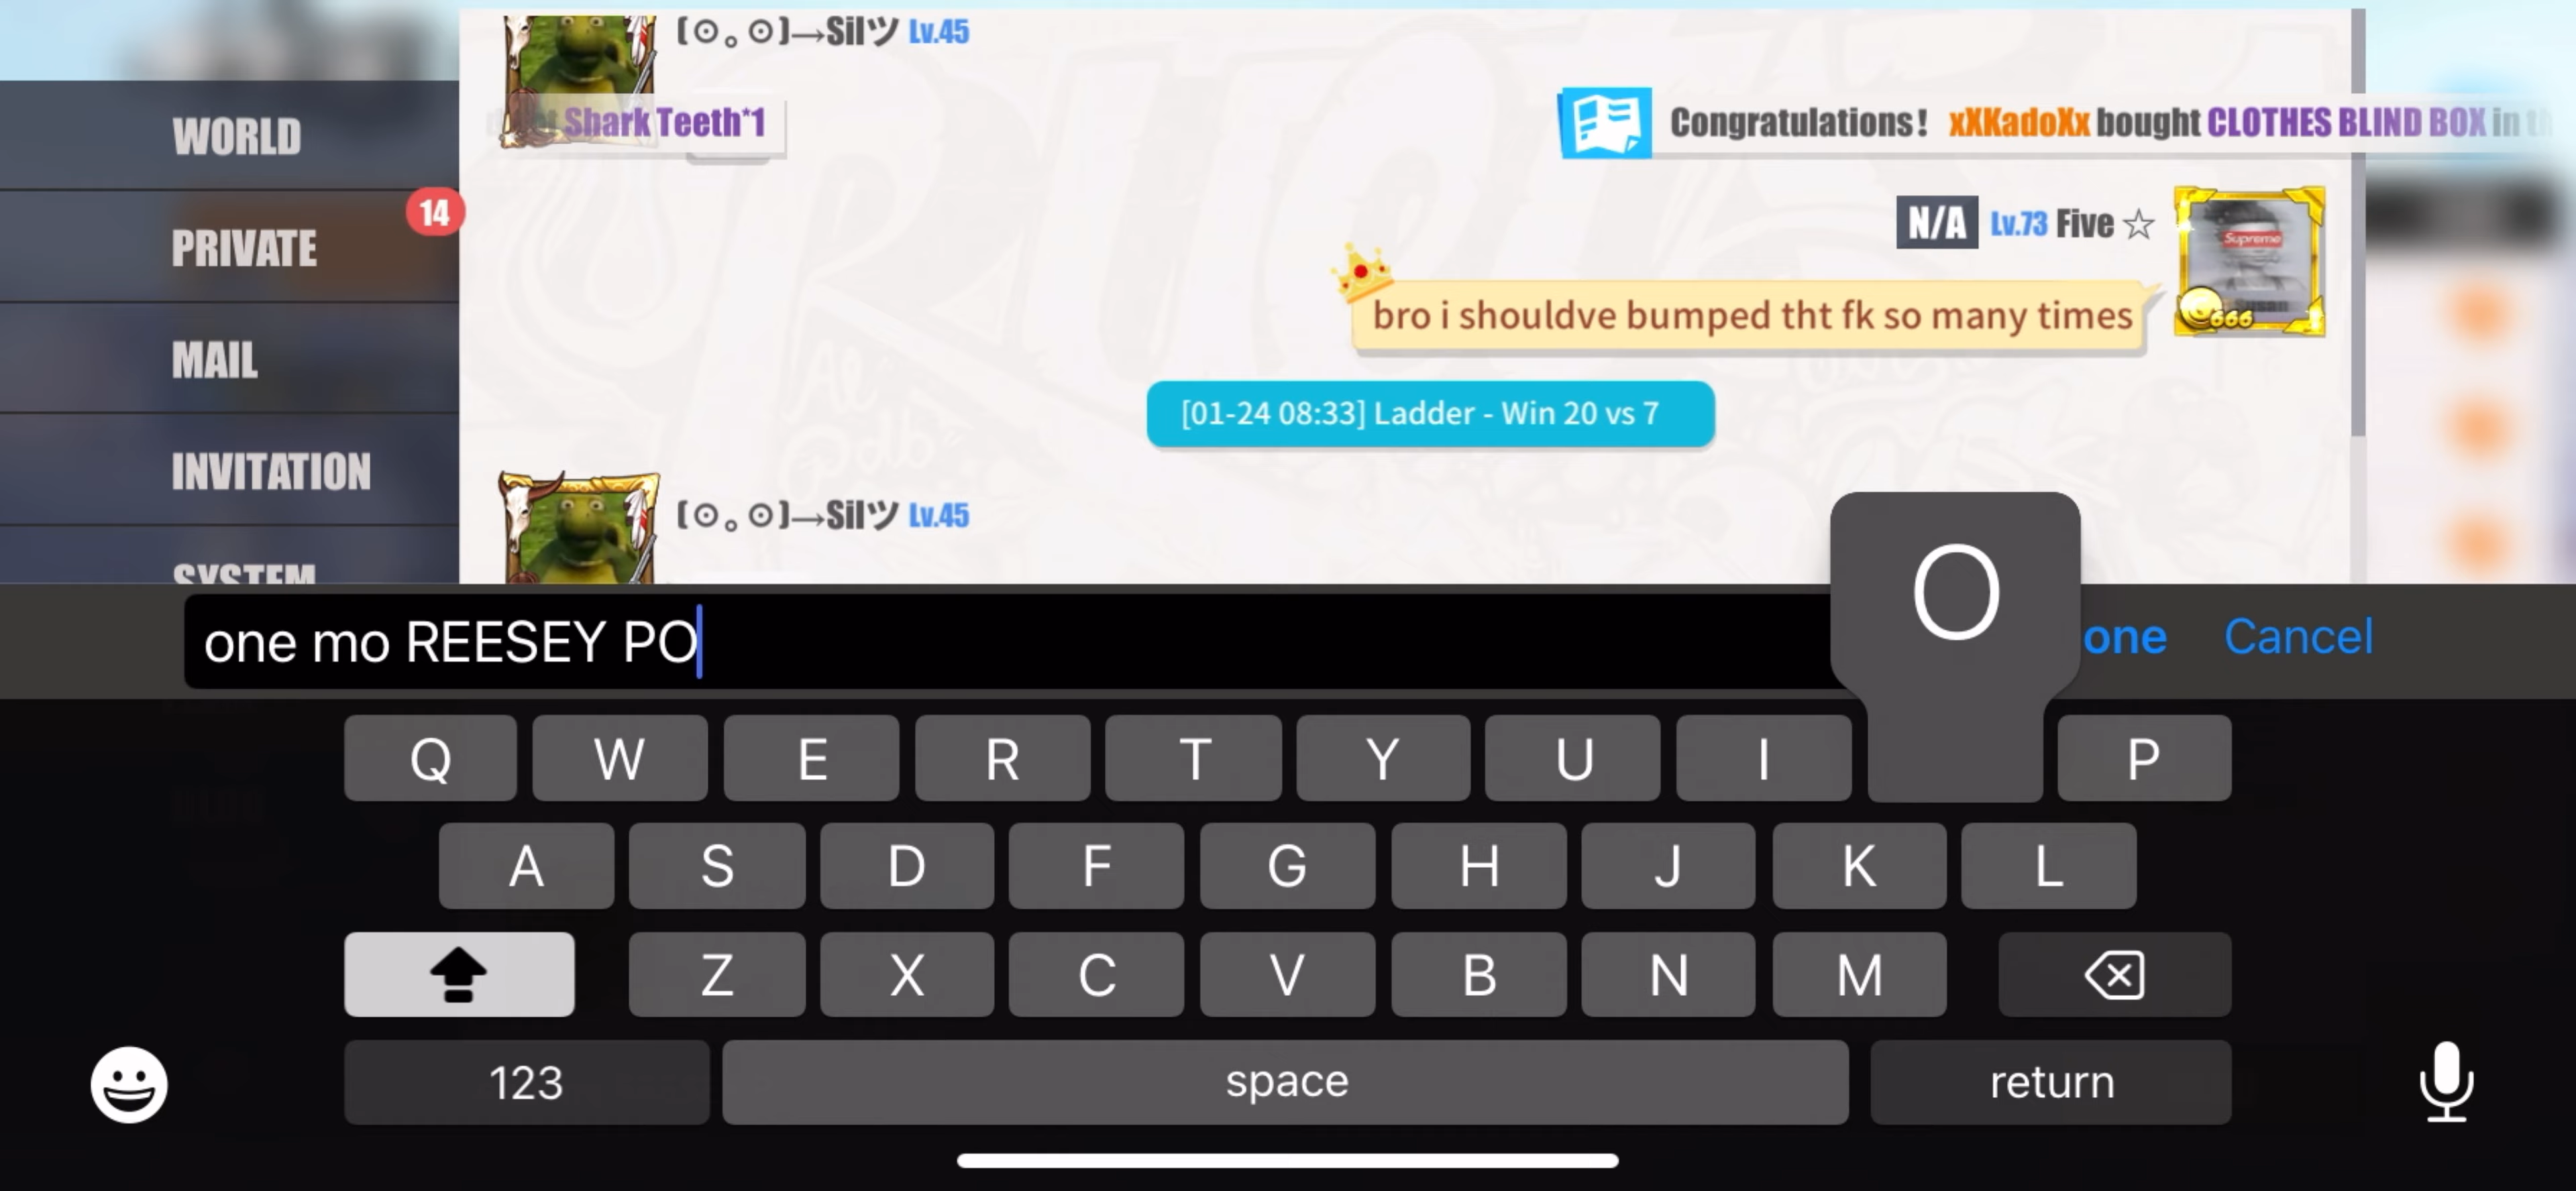 [⊙。⊙]→Silツ Lv.45
Shark Teeth*1
Congratulations! xXKadoXx bought CLOTHES BLIND BOX in
WORLD
14
PRIVATE
MAIL
INVITATION
SYSTEM
N/A Lv.73 Five ☆
Supreme
666
bro i shouldve bumped tht fk so many times
[01-24 08:33] Ladder - Win 20 vs 7
[⊙。⊙]→Silツ Lv.45
one mo REESEY PO
O
one Cancel
Q W E R T Y U I P
A S D F G H J K L
Z X C V B N M
123 space return